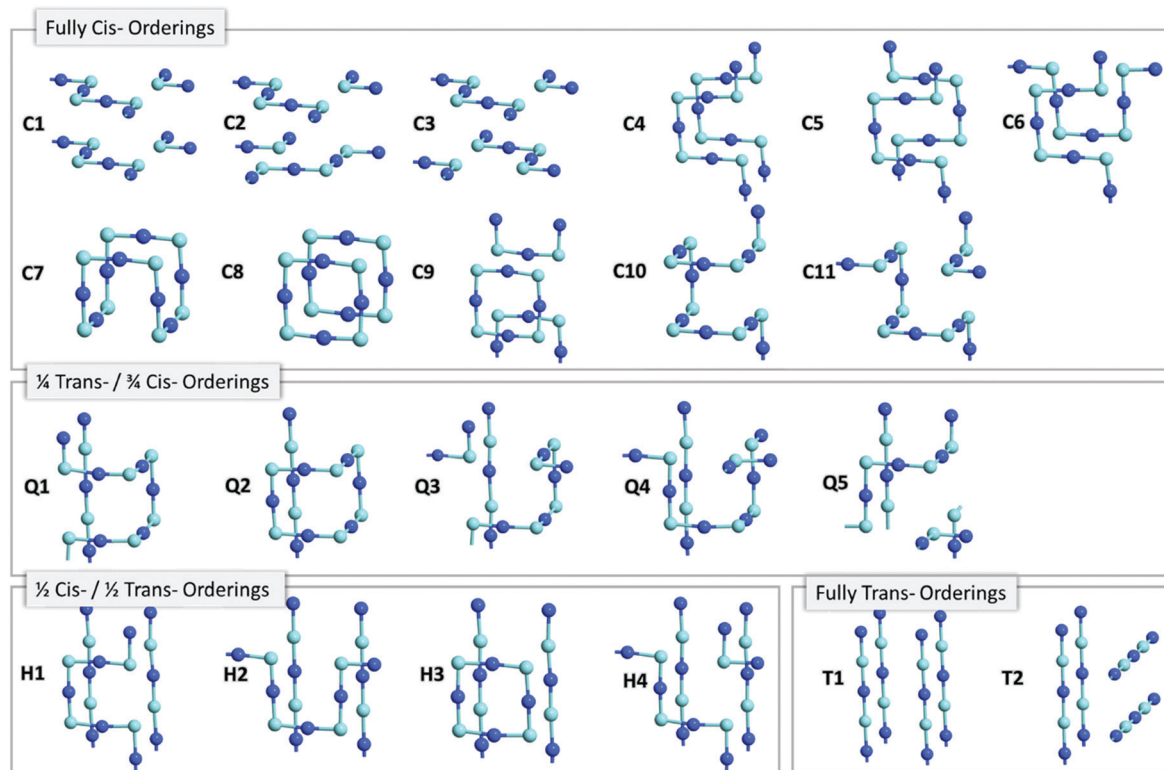 Fully Cis- Orderings
C1 C2 C3 C4 C5 C6
C7 C8 C9 C10 C11
¼ Trans- / ¾ Cis- Orderings
Q1 Q2 Q3 Q4 Q5
½ Cis- / ½ Trans- Orderings
H1 H2 H3 H4
Fully Trans- Orderings
T1 T2